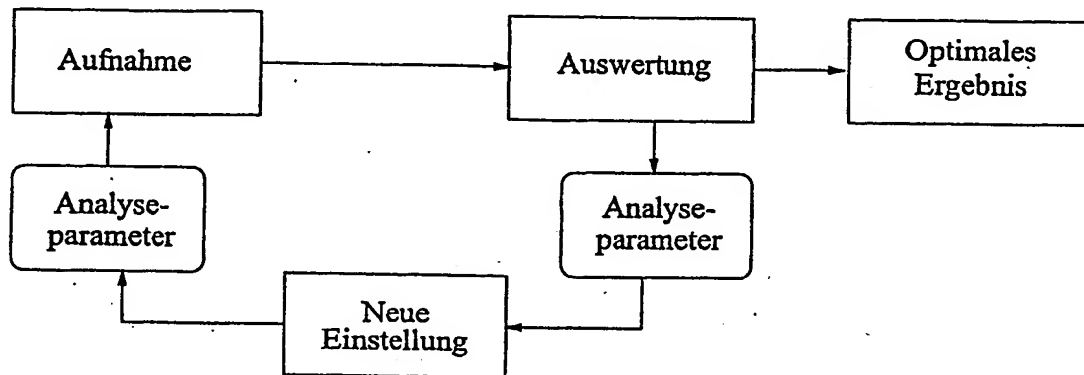 Aufnahme
Auswertung
Optimales
Ergebnis
Analyse-
parameter
Analyse-
parameter
Neue
Einstellung